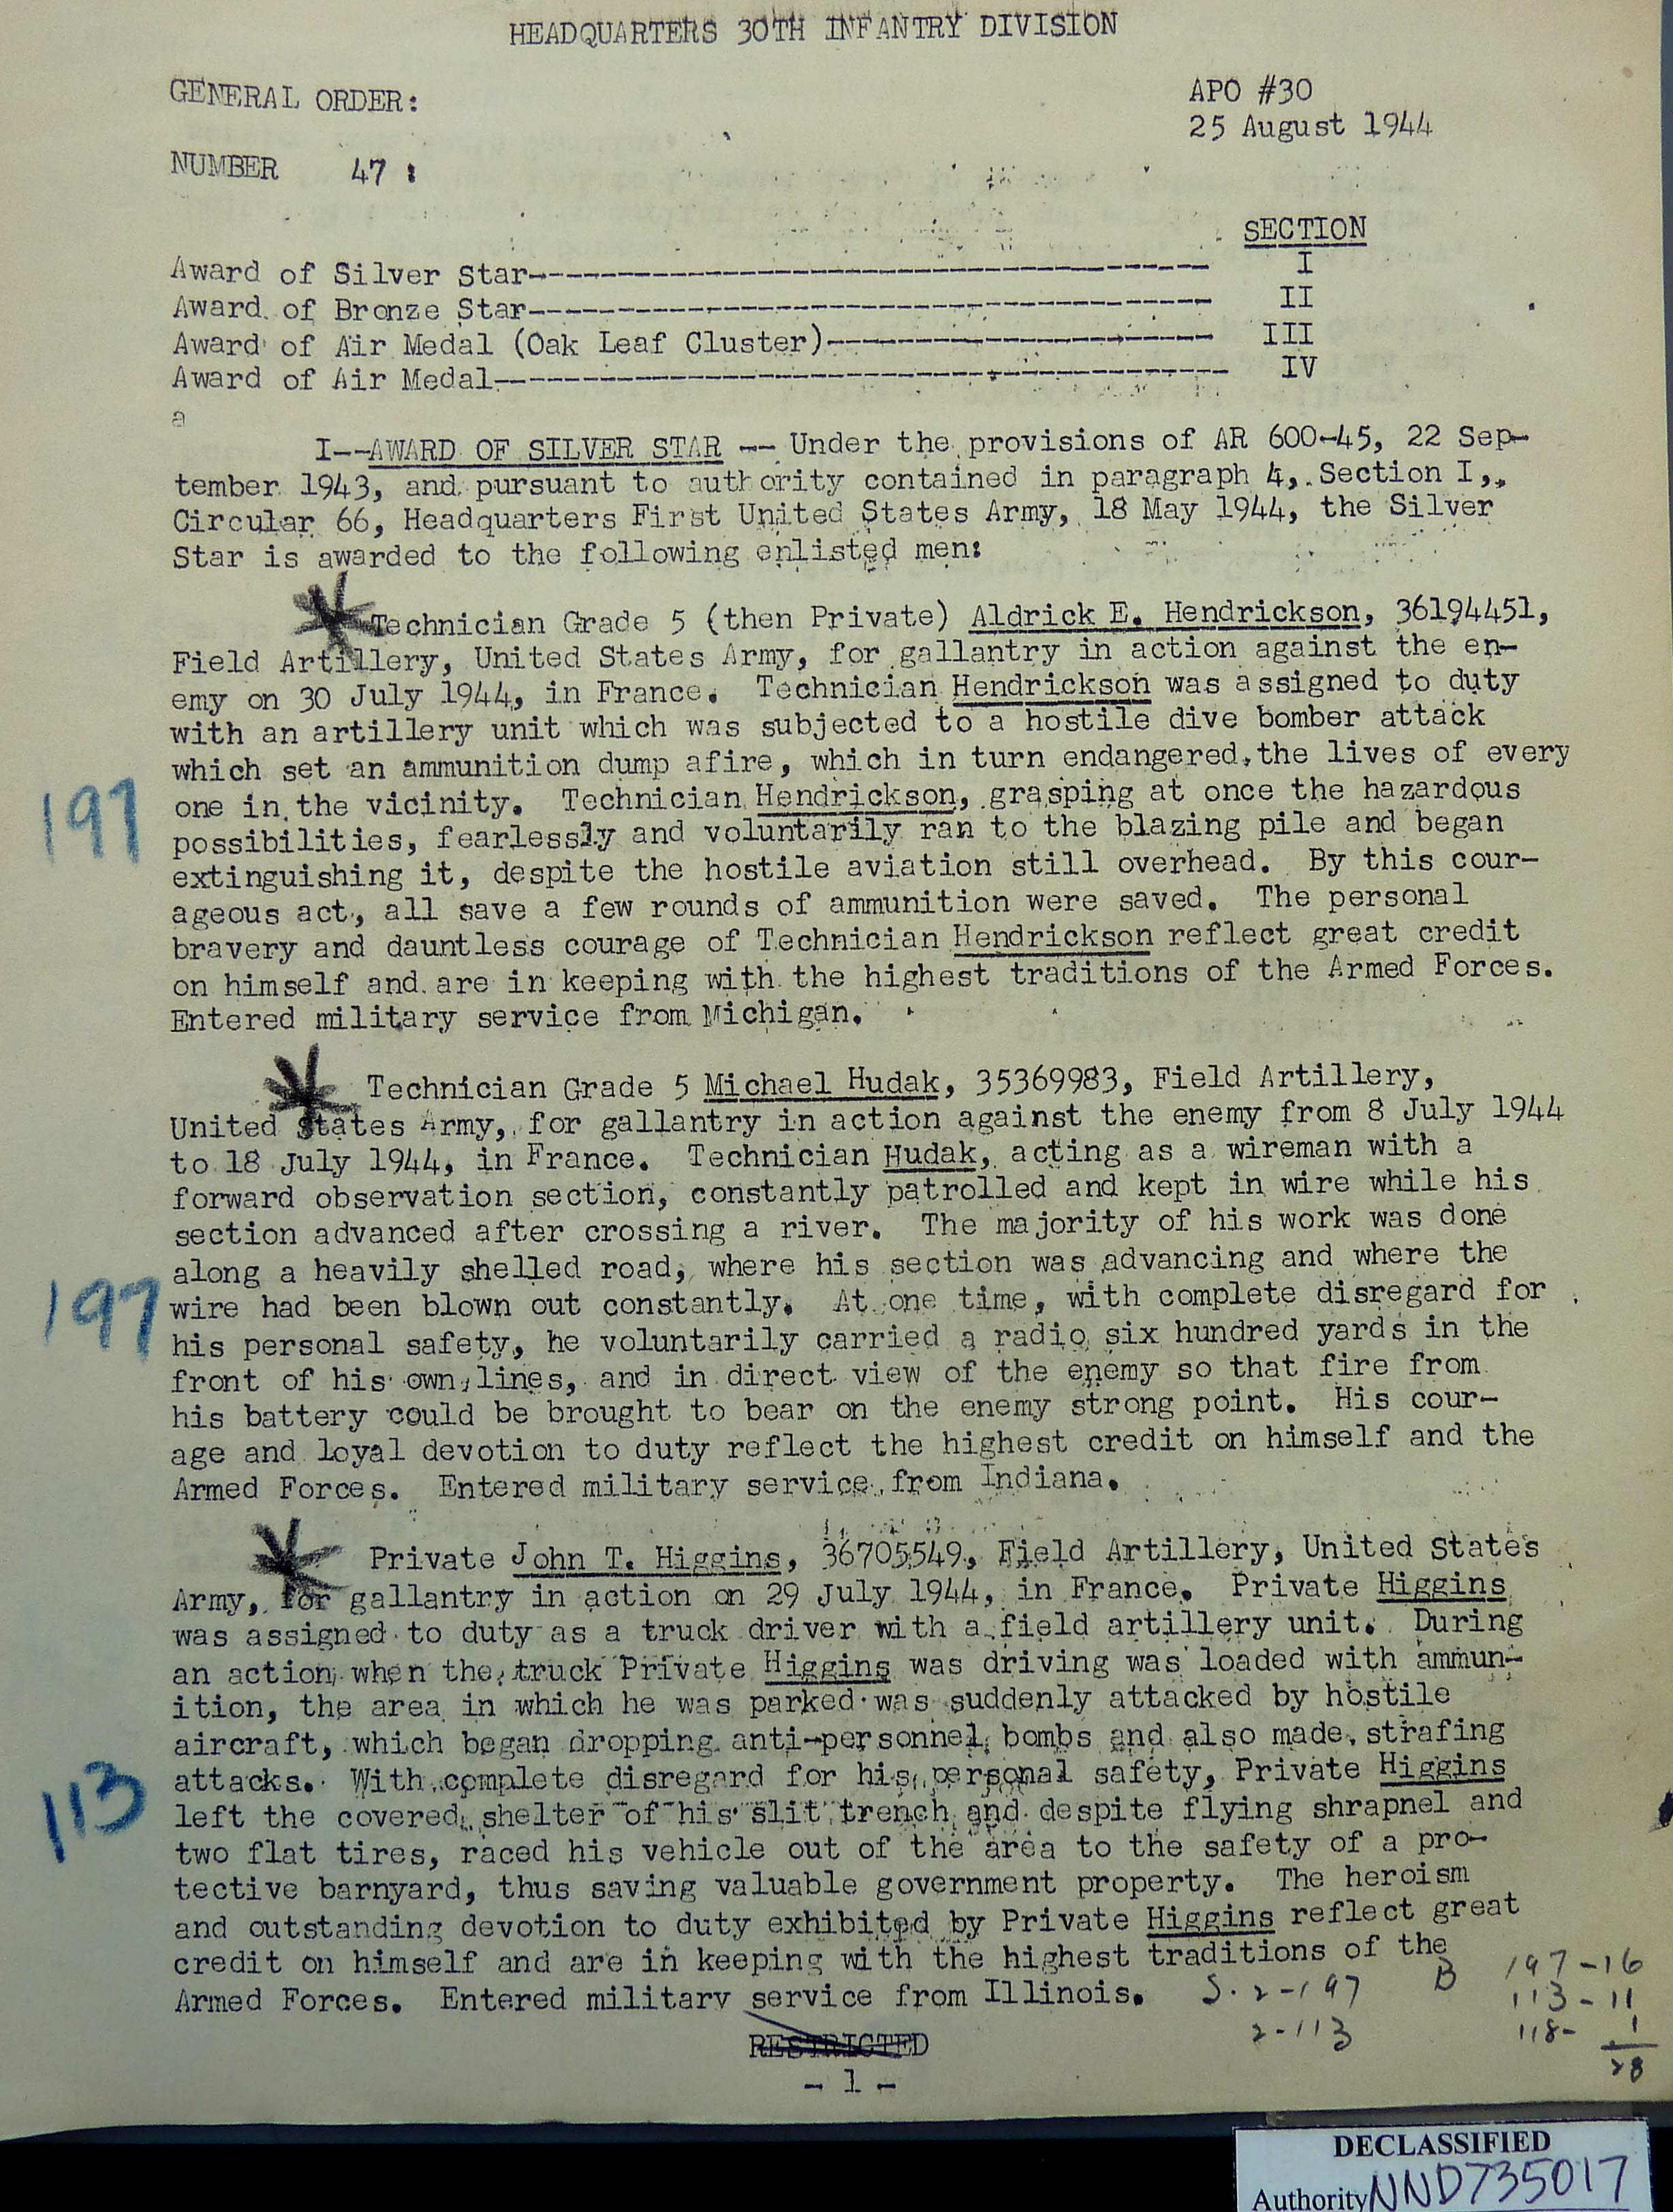 HEADQUARTERS 30TH INFANTRY DIVISION
GENERAL ORDER:
APO #30
25 August 1944
NUMBER 47 :
SECTION
Award of Silver Star---------------------------------------- I
Award of Bronze Star---------------------------------------- II
Award of Air Medal (Oak Leaf Cluster)---------------------- III
Award of Air Medal----------------------------------------- IV
a
I--AWARD OF SILVER STAR -- Under the provisions of AR 600-45, 22 Sep-
tember 1943, and pursuant to authority contained in paragraph 4, Section I,
Circular 66, Headquarters First United States Army, 18 May 1944, the Silver
Star is awarded to the following enlisted men:
Technician Grade 5 (then Private) Aldrick E. Hendrickson, 36194451,
Field Artillery, United States Army, for gallantry in action against the en-
emy on 30 July 1944, in France. Technician Hendrickson was assigned to duty
with an artillery unit which was subjected to a hostile dive bomber attack
which set an ammunition dump afire, which in turn endangered the lives of every
197
one in the vicinity. Technician Hendrickson, grasping at once the hazardous
possibilities, fearlessly and voluntarily ran to the blazing pile and began
extinguishing it, despite the hostile aviation still overhead. By this cour-
ageous act, all save a few rounds of ammunition were saved. The personal
bravery and dauntless courage of Technician Hendrickson reflect great credit
on himself and are in keeping with the highest traditions of the Armed Forces.
Entered military service from Michigan.
Technician Grade 5 Michael Hudak, 35369983, Field Artillery,
United States Army, for gallantry in action against the enemy from 8 July 1944
to 18 July 1944, in France. Technician Hudak, acting as a wireman with a
forward observation section, constantly patrolled and kept in wire while his
section advanced after crossing a river. The majority of his work was done
along a heavily shelled road, where his section was advancing and where the
197
wire had been blown out constantly. At one time, with complete disregard for
his personal safety, he voluntarily carried a radio six hundred yards in the
front of his own lines, and in direct view of the enemy so that fire from
his battery could be brought to bear on the enemy strong point. His cour-
age and loyal devotion to duty reflect the highest credit on himself and the
Armed Forces. Entered military service from Indiana.
Private John T. Higgins, 36705549, Field Artillery, United States
Army, for gallantry in action on 29 July 1944, in France. Private Higgins
was assigned to duty as a truck driver with a field artillery unit. During
an action when the truck Private Higgins was driving was loaded with ammun-
ition, the area in which he was parked was suddenly attacked by hostile
aircraft, which began dropping anti-personnel bombs and also made strafing
attacks. With complete disregard for his personal safety, Private Higgins
113
left the covered shelter of his slit trench and despite flying shrapnel and
two flat tires, raced his vehicle out of the area to the safety of a pro-
tective barnyard, thus saving valuable government property. The heroism
and outstanding devotion to duty exhibited by Private Higgins reflect great
credit on himself and are in keeping with the highest traditions of the
Armed Forces. Entered military service from Illinois.
S. 2-197 B 197-16
2-113 113-11
118- 1
28
RESTRICTED
- 1 -
DECLASSIFIED
Authority NND735017